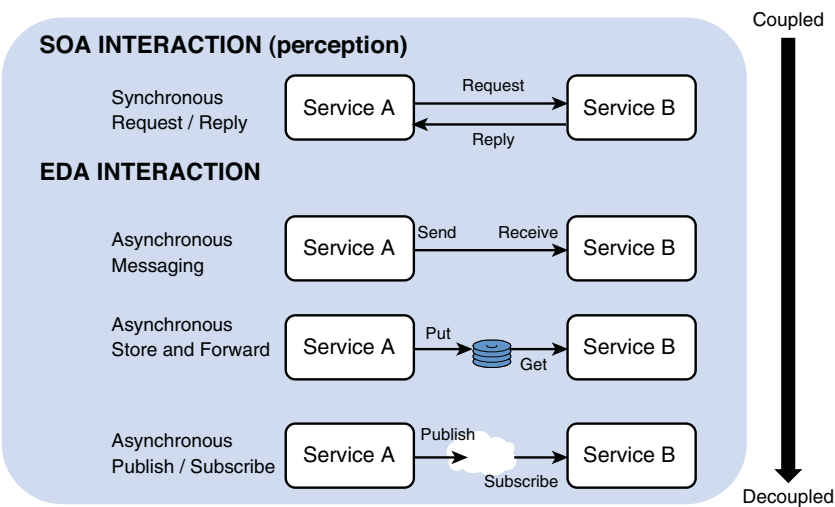 Coupled
SOA INTERACTION (perception)
Synchronous
Request / Reply
Service A
Request
Reply
Service B
EDA INTERACTION
Asynchronous
Messaging
Service A
Send
Receive
Service B
Asynchronous
Store and Forward
Service A
Put
Get
Service B
Asynchronous
Publish / Subscribe
Service A
Publish
Subscribe
Service B
Decoupled